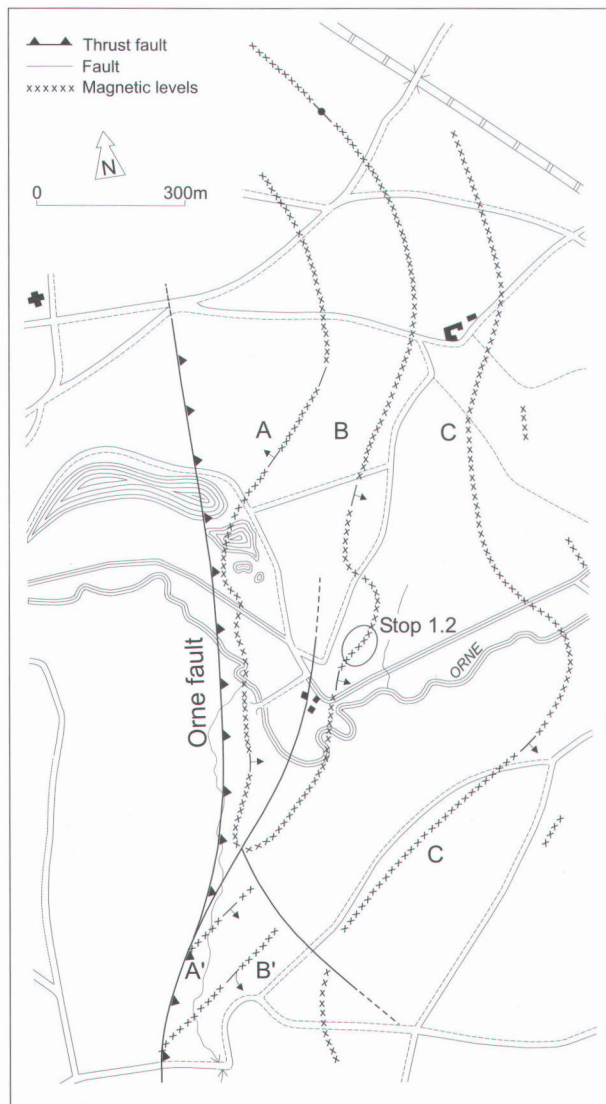 Thrust fault
Fault
xxxxxx Magnetic levels
N
0 300m
A B C
Stop 1.2
Orne fault
ORNE
C
A' B'